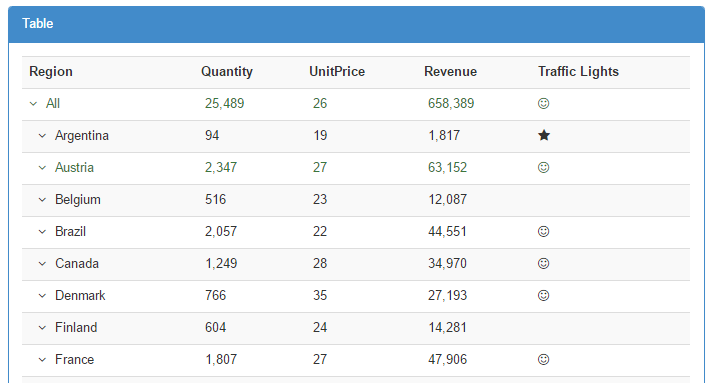 Table
Region Quantity UnitPrice Revenue Traffic Lights
All 25,489 26 658,389
Argentina 94 19 1,817
Austria 2,347 27 63,152
Belgium 516 23 12,087
Brazil 2,057 22 44,551
Canada 1,249 28 34,970
Denmark 766 35 27,193
Finland 604 24 14,281
France 1,807 27 47,906